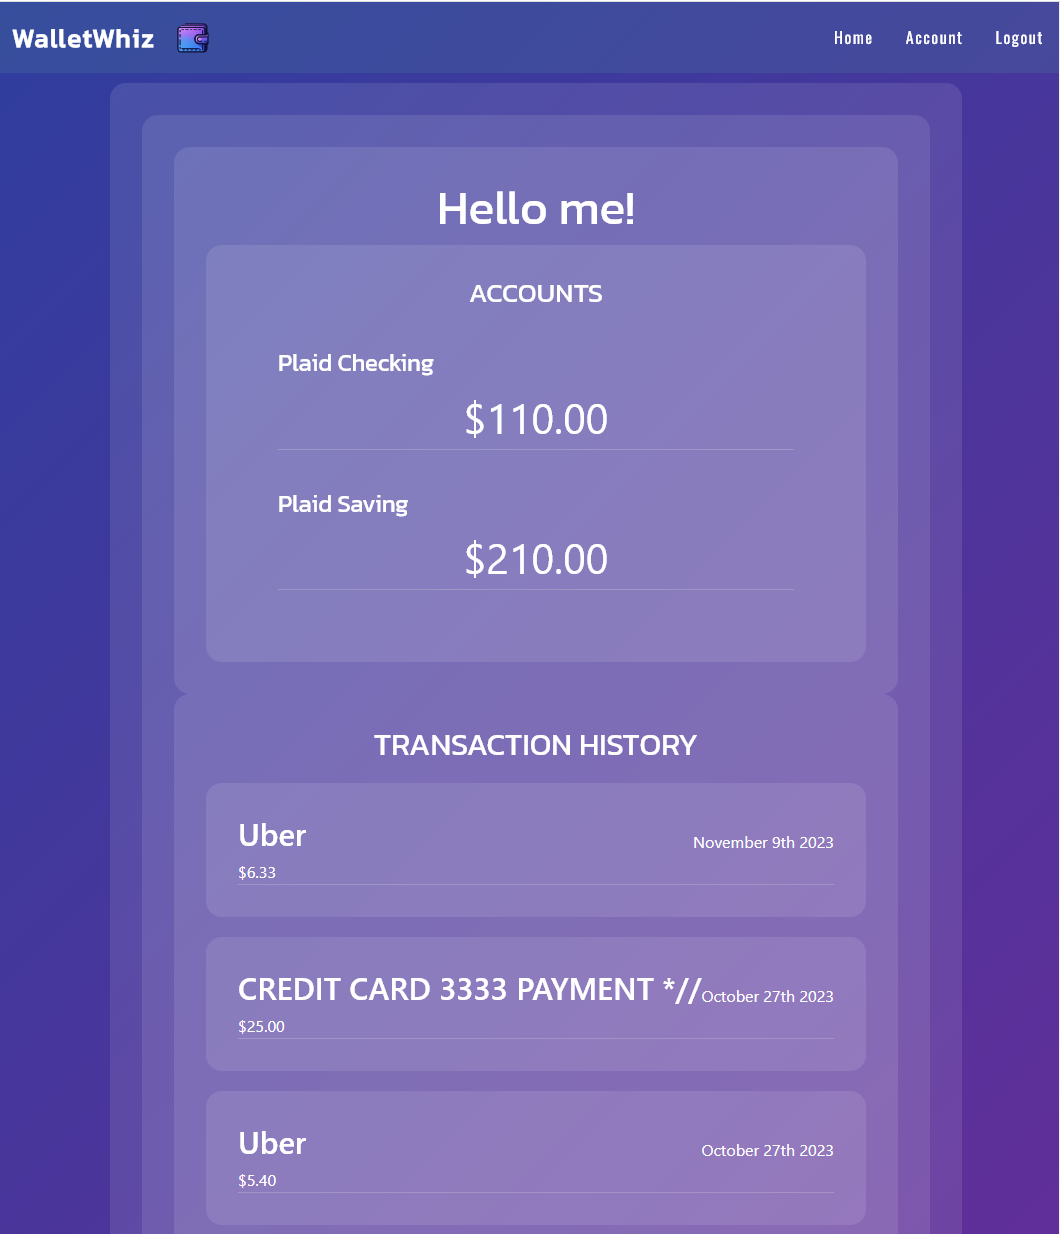 WalletWhiz
Home Account Logout
Hello me!
ACCOUNTS
Plaid Checking
$110.00
Plaid Saving
$210.00
TRANSACTION HISTORY
Uber
November 9th 2023
$6.33
CREDIT CARD 3333 PAYMENT *//
October 27th 2023
$25.00
Uber
October 27th 2023
$5.40